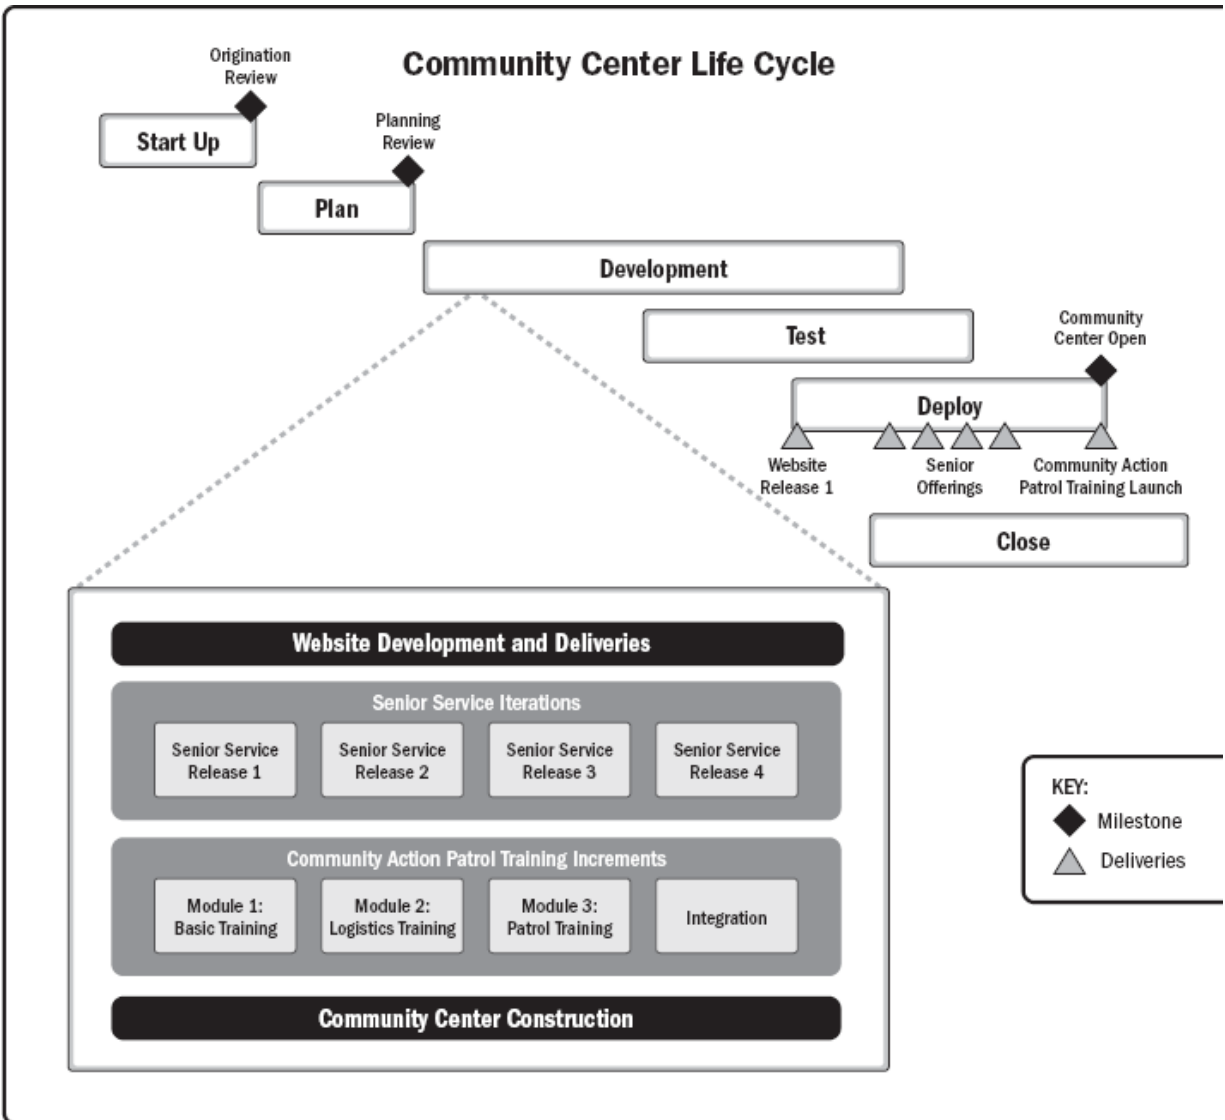 Community Center Life Cycle
Origination
Review
Start Up
Planning
Review
Plan
Development
Test
Community
Center Open
Deploy
Website
Release 1
Senior
Offerings
Community Action
Patrol Training Launch
Close
Website Development and Deliveries
Senior Service Iterations
Senior Service
Release 1
Senior Service
Release 2
Senior Service
Release 3
Senior Service
Release 4
Community Action Patrol Training Increments
Module 1:
Basic Training
Module 2:
Logistics Training
Module 3:
Patrol Training
Integration
Community Center Construction
KEY:
Milestone
Deliveries